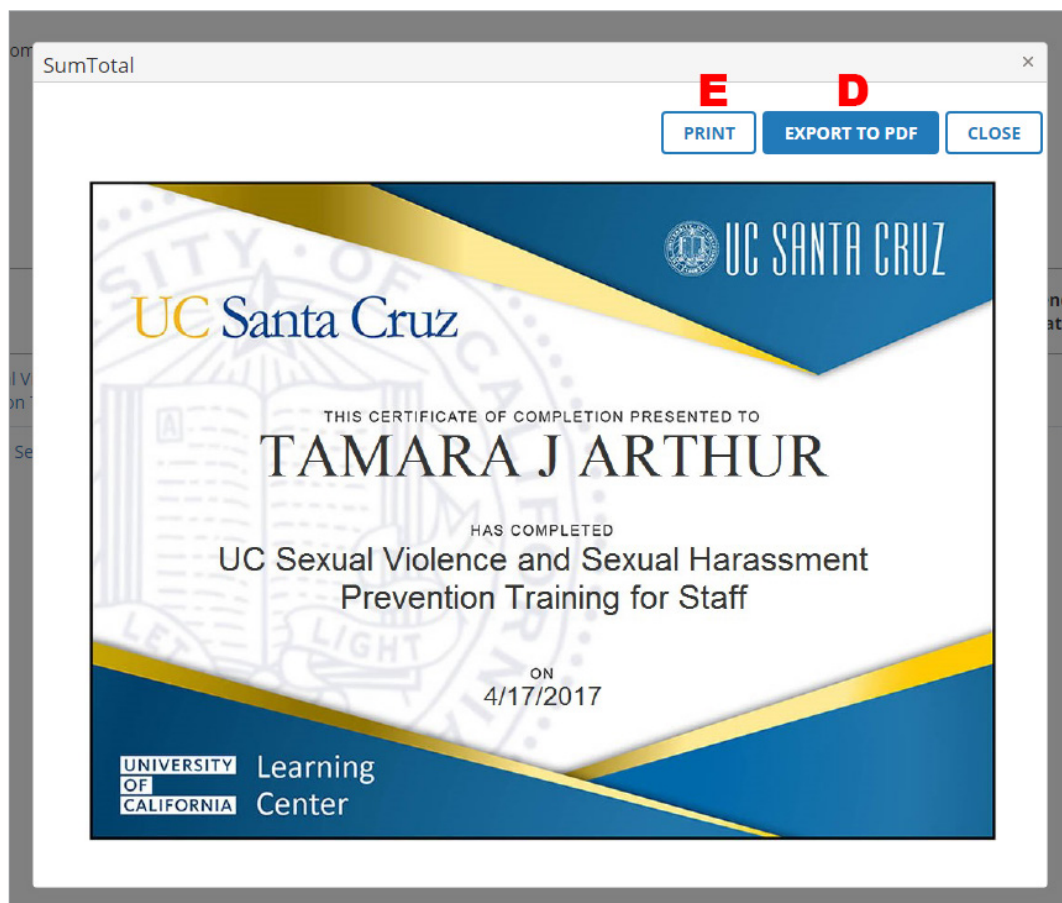 SumTotal
×
E D
PRINT EXPORT TO PDF CLOSE
UC SANTA CRUZ
UC Santa Cruz
THIS CERTIFICATE OF COMPLETION PRESENTED TO
TAMARA J ARTHUR
HAS COMPLETED
UC Sexual Violence and Sexual Harassment
Prevention Training for Staff
ON
4/17/2017
UNIVERSITY
OF
CALIFORNIA
Learning
Center